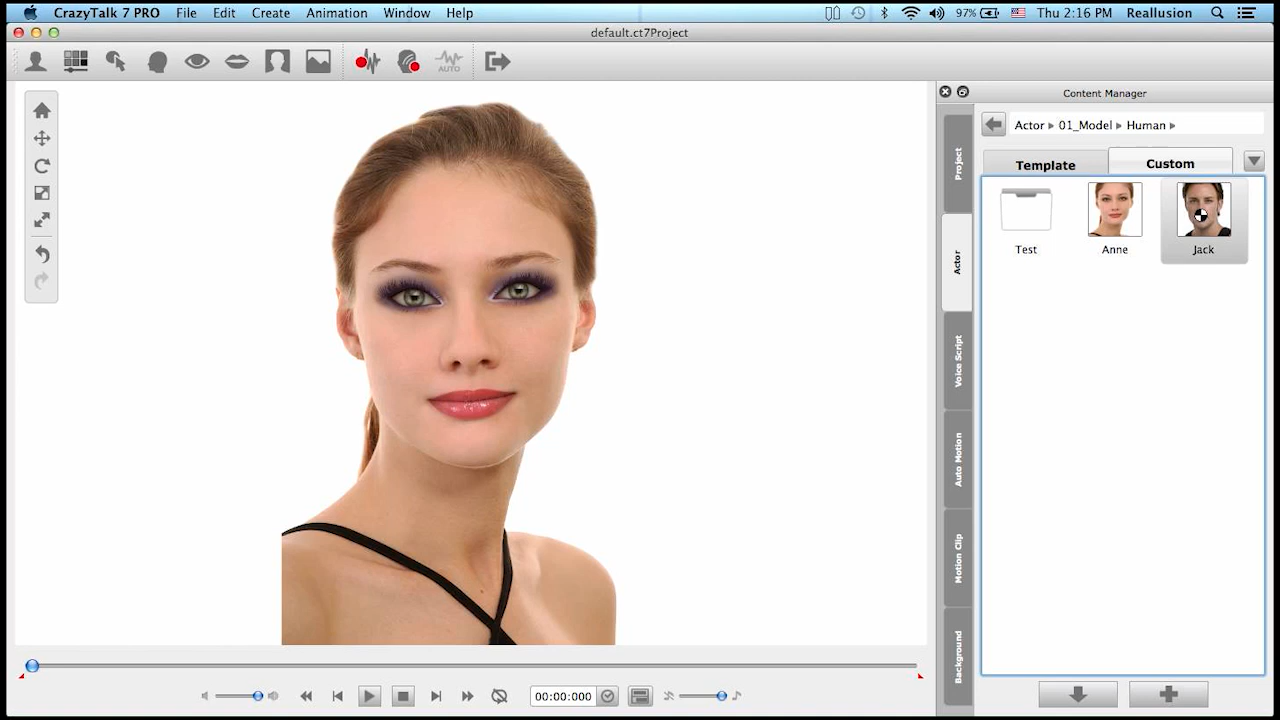 CrazyTalk 7 PRO File Edit Create Animation Window Help 97% Thu 2:16 PM Reallusion
default.ct7Project
AUTO
Content Manager
Actor 01_Model Human
Template Custom
Test Anne Jack
Project
Actor
Voice Script
Auto Motion
Motion Clip
Background
00:00:000